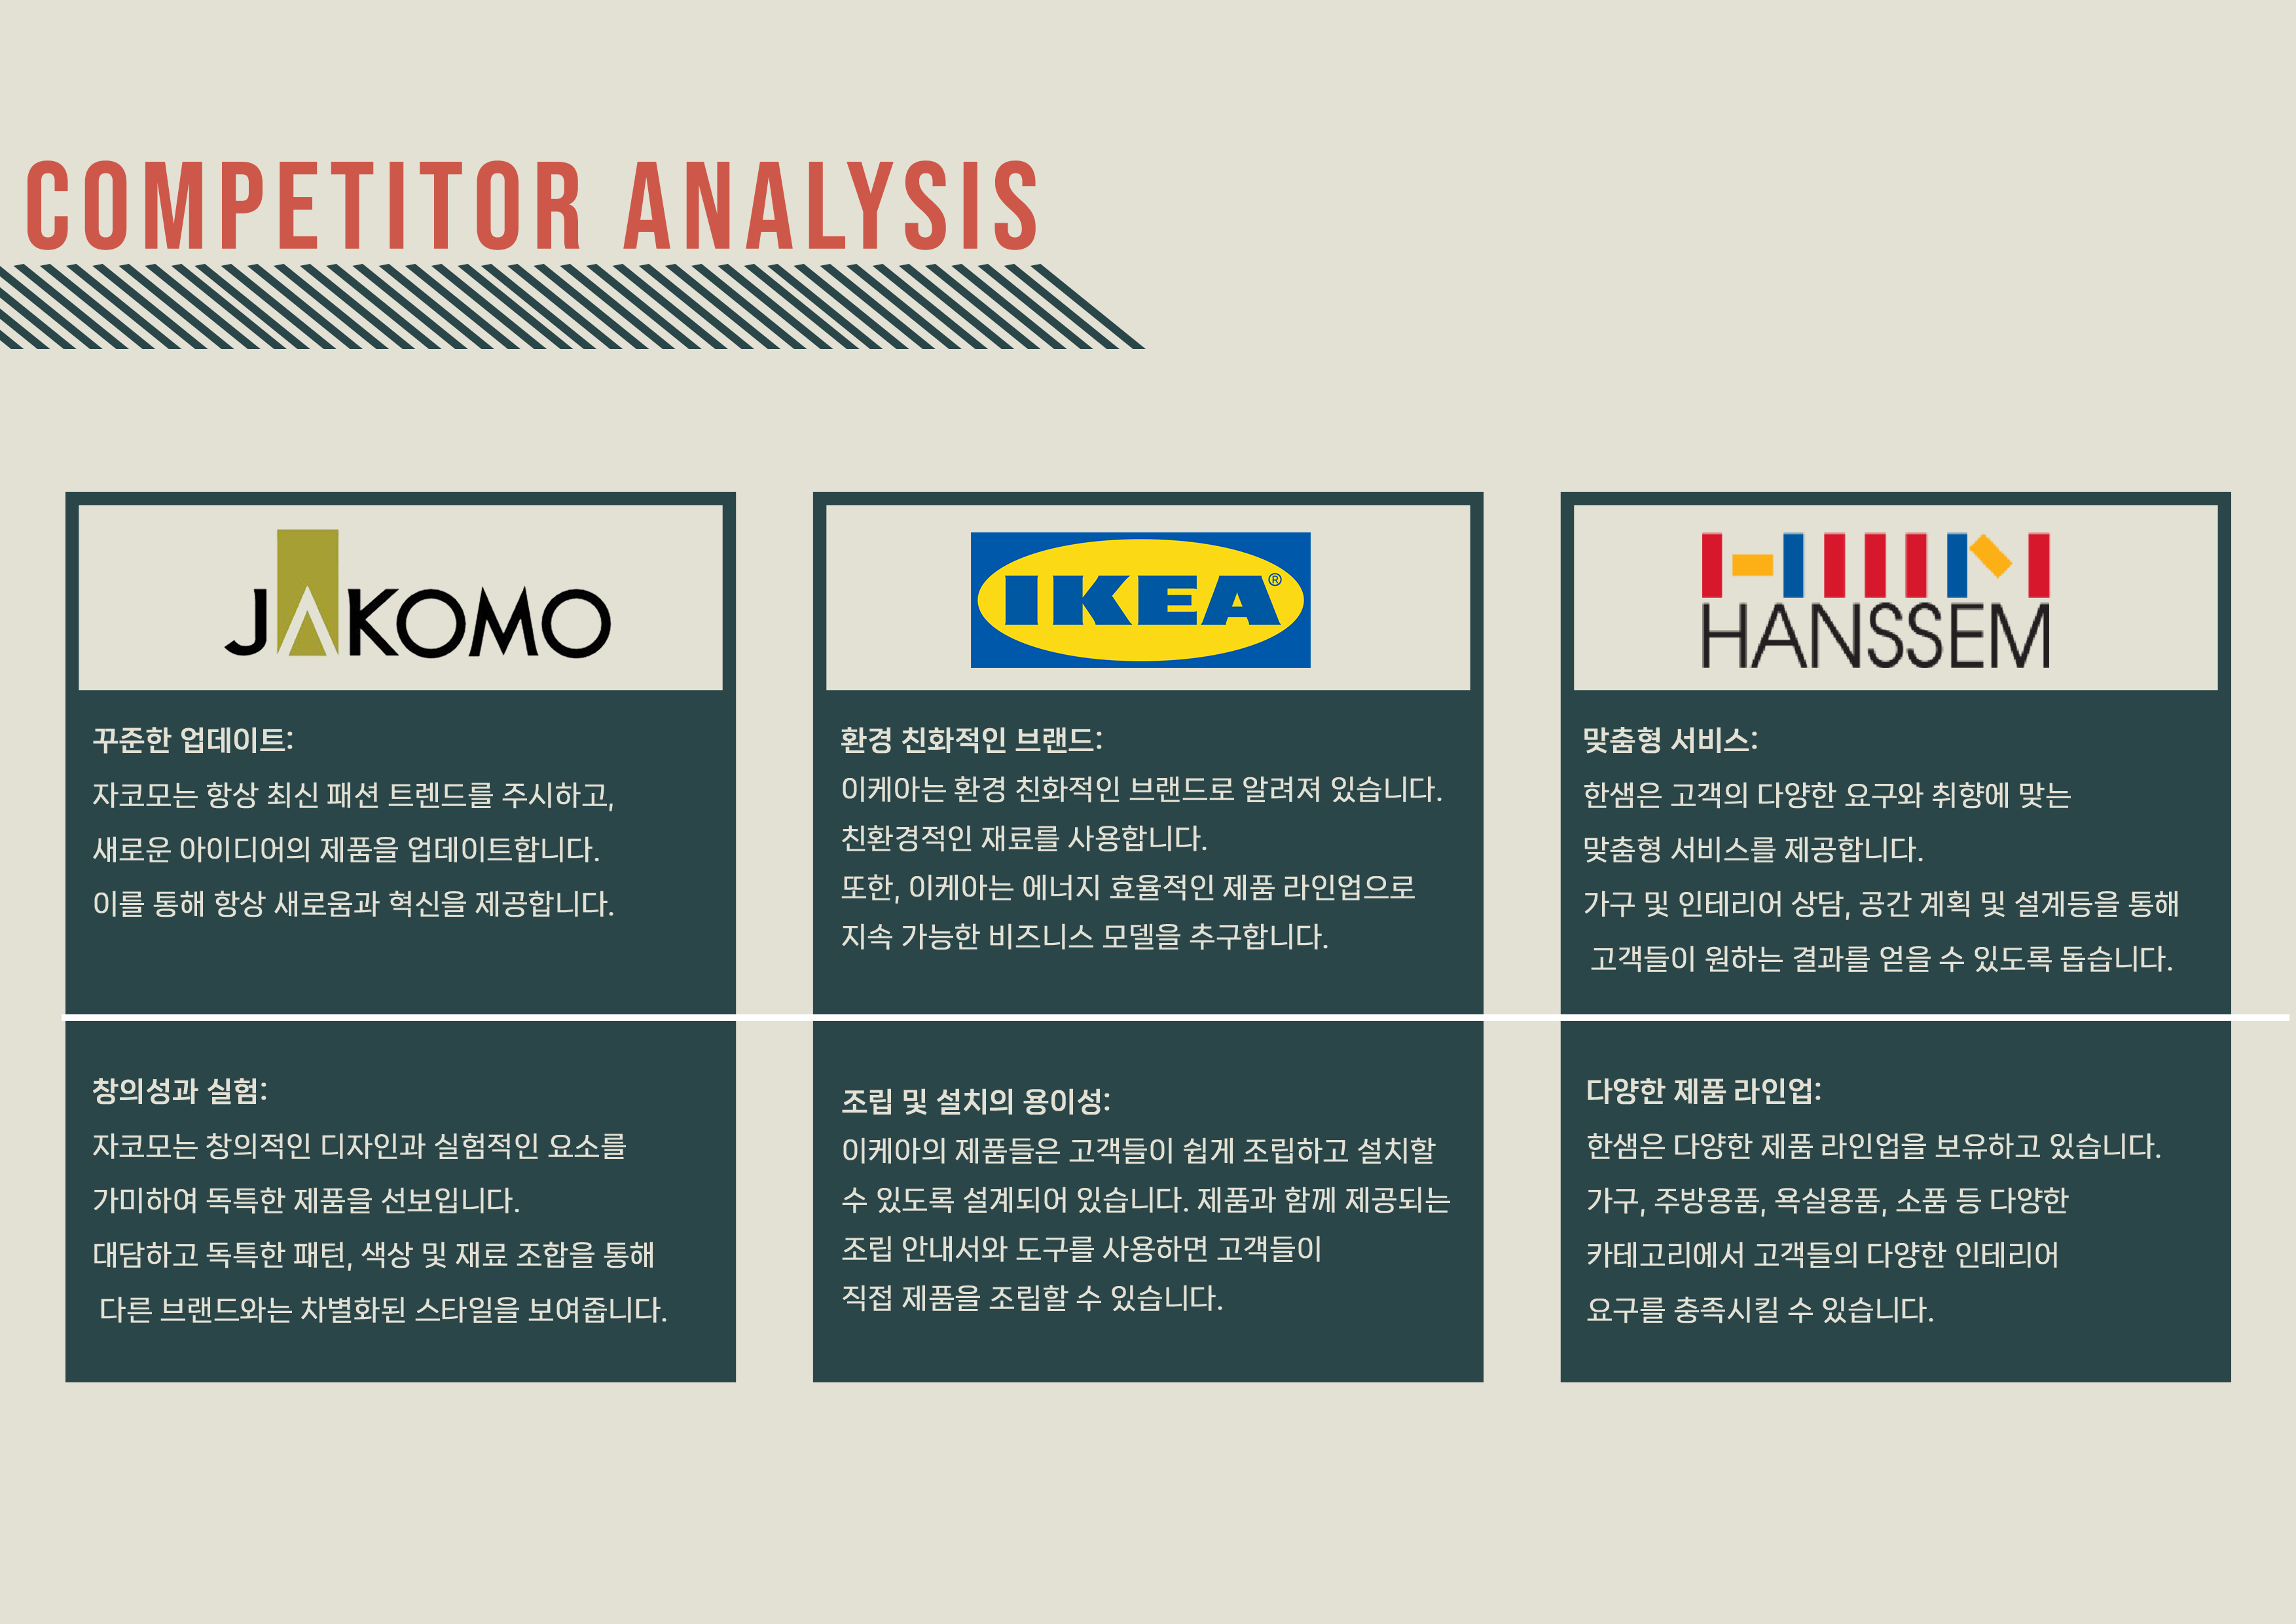 COMPETITOR ANALYSIS
JAKOMO
꾸준한 업데이트:
자코모는 항상 최신 패션 트렌드를 주시하고,
새로운 아이디어의 제품을 업데이트합니다.
이를 통해 항상 새로움과 혁신을 제공합니다.
창의성과 실험:
자코모는 창의적인 디자인과 실험적인 요소를
가미하여 독특한 제품을 선보입니다.
대담하고 독특한 패턴, 색상 및 재료 조합을 통해
다른 브랜드와는 차별화된 스타일을 보여줍니다.
IKEA®
환경 친화적인 브랜드:
이케아는 환경 친화적인 브랜드로 알려져 있습니다.
친환경적인 재료를 사용합니다.
또한, 이케아는 에너지 효율적인 제품 라인업으로
지속 가능한 비즈니스 모델을 추구합니다.
조립 및 설치의 용이성:
이케아의 제품들은 고객들이 쉽게 조립하고 설치할
수 있도록 설계되어 있습니다. 제품과 함께 제공되는
조립 안내서와 도구를 사용하면 고객들이
직접 제품을 조립할 수 있습니다.
HANSSEM
맞춤형 서비스:
한샘은 고객의 다양한 요구와 취향에 맞는
맞춤형 서비스를 제공합니다.
가구 및 인테리어 상담, 공간 계획 및 설계등을 통해
고객들이 원하는 결과를 얻을 수 있도록 돕습니다.
다양한 제품 라인업:
한샘은 다양한 제품 라인업을 보유하고 있습니다.
가구, 주방용품, 욕실용품, 소품 등 다양한
카테고리에서 고객들의 다양한 인테리어
요구를 충족시킬 수 있습니다.